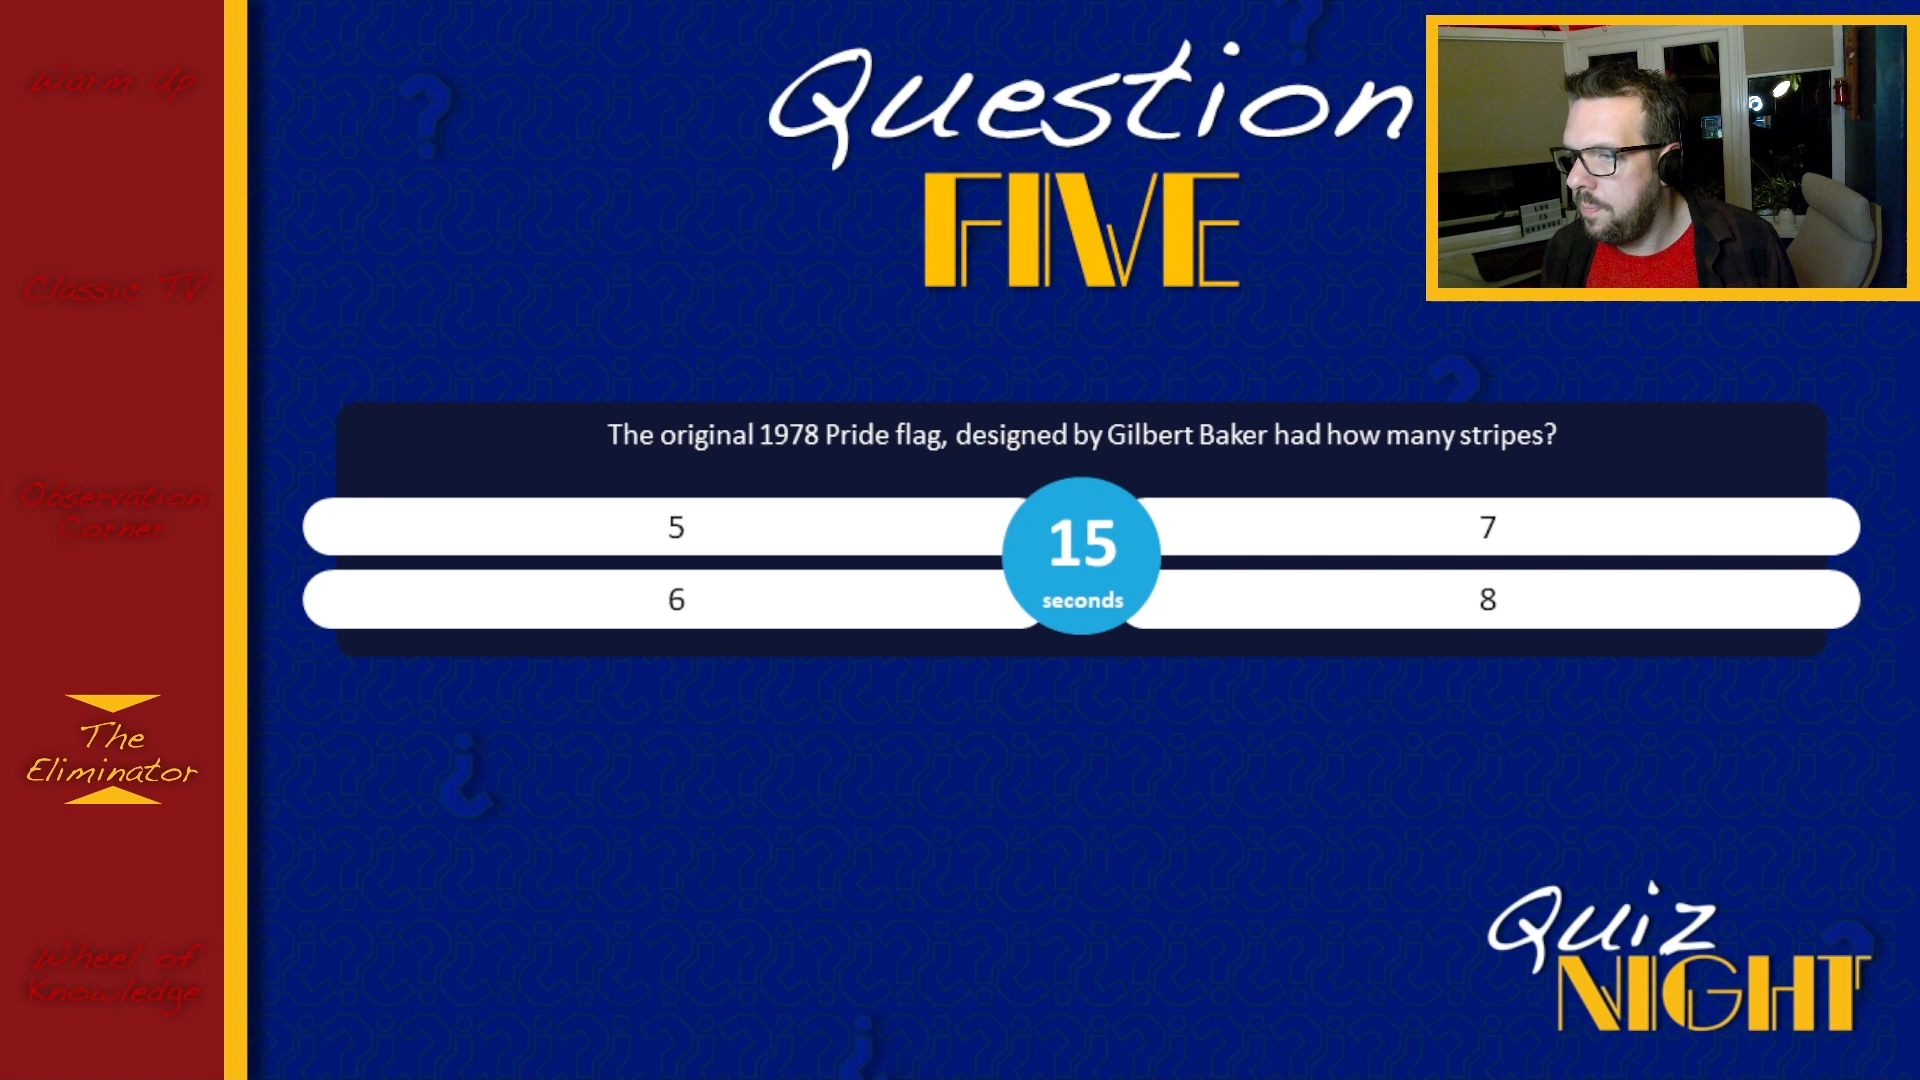 Warm Up
Classic TV
Observation
Corner
The
Eliminator
Wheel of
Knowledge
Question
FIVE
The original 1978 Pride flag, designed by Gilbert Baker had how many stripes?
5
7
15
seconds
6
8
Quiz
NIGHT